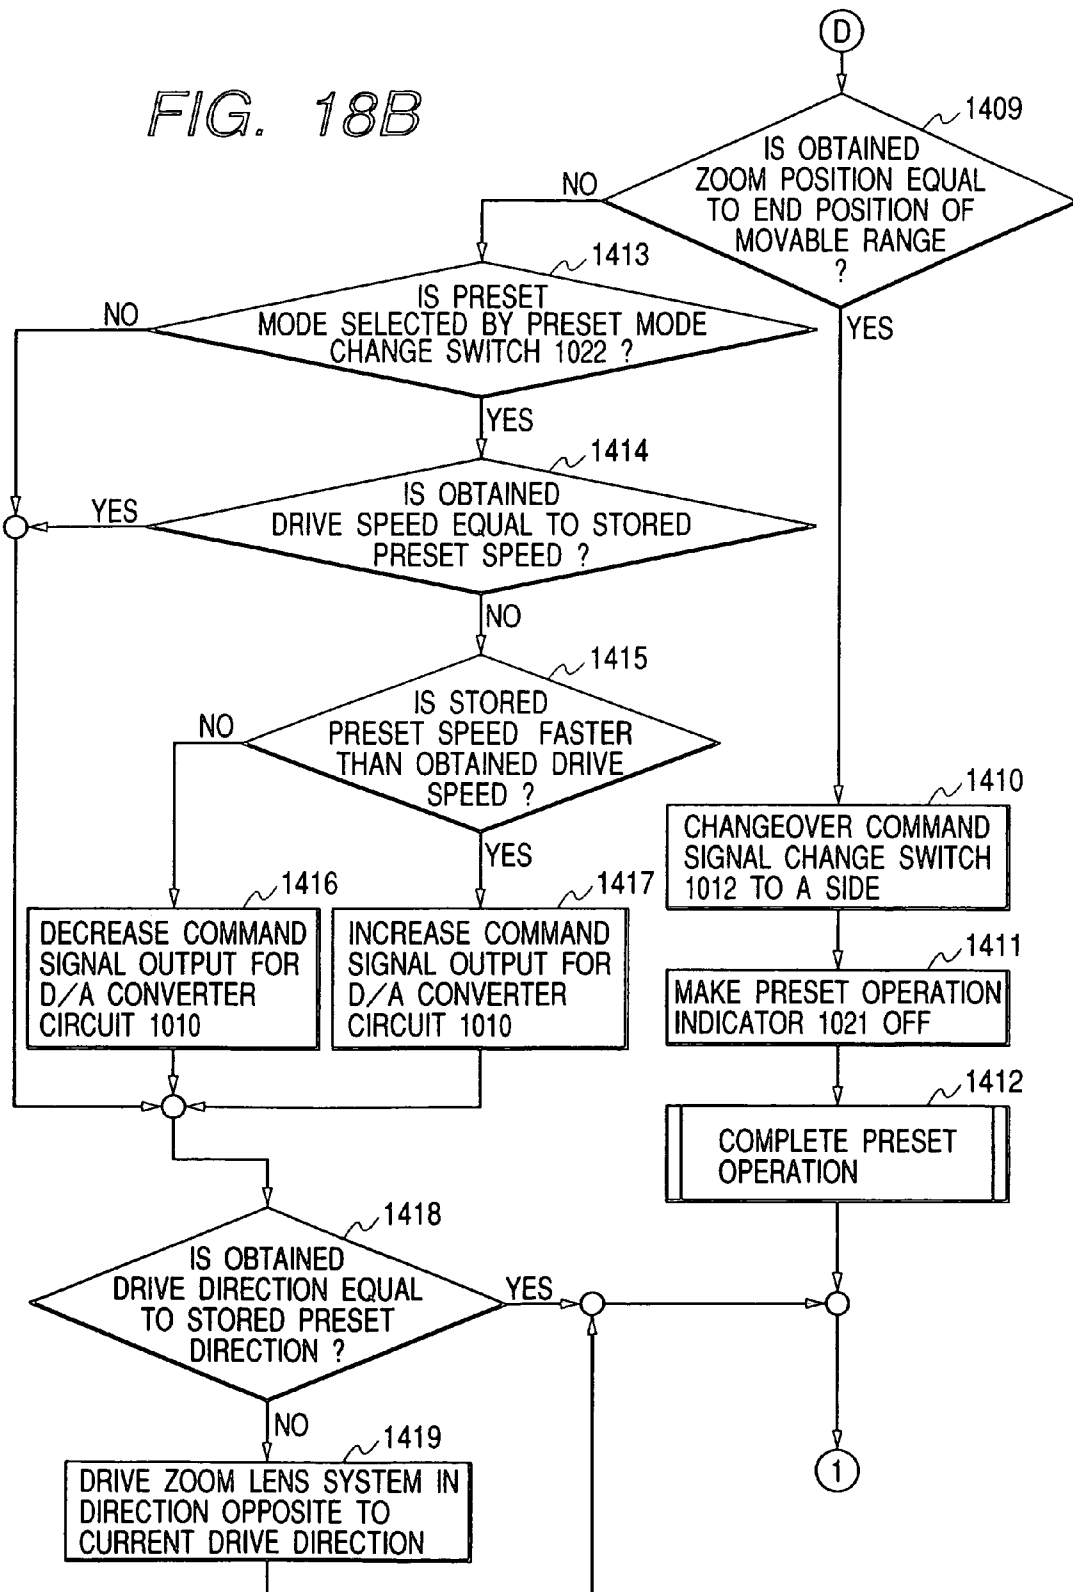 D
FIG. 18B
1409
IS OBTAINED
ZOOM POSITION EQUAL
TO END POSITION OF
MOVABLE RANGE
?
NO
YES
1413
IS PRESET
MODE SELECTED BY PRESET MODE
CHANGE SWITCH 1022 ?
NO
YES
1414
IS OBTAINED
DRIVE SPEED EQUAL TO STORED
PRESET SPEED ?
YES
NO
1415
IS STORED
PRESET SPEED FASTER
THAN OBTAINED DRIVE
SPEED ?
NO
YES
1410
CHANGEOVER COMMAND
SIGNAL CHANGE SWITCH
1012 TO A SIDE
1416
DECREASE COMMAND
SIGNAL OUTPUT FOR
D/A CONVERTER
CIRCUIT 1010
1417
INCREASE COMMAND
SIGNAL OUTPUT FOR
D/A CONVERTER
CIRCUIT 1010
1411
MAKE PRESET OPERATION
INDICATOR 1021 OFF
1412
COMPLETE PRESET
OPERATION
1418
IS OBTAINED
DRIVE DIRECTION EQUAL
TO STORED PRESET
DIRECTION ?
YES
NO
1419
DRIVE ZOOM LENS SYSTEM IN
DIRECTION OPPOSITE TO
CURRENT DRIVE DIRECTION
1